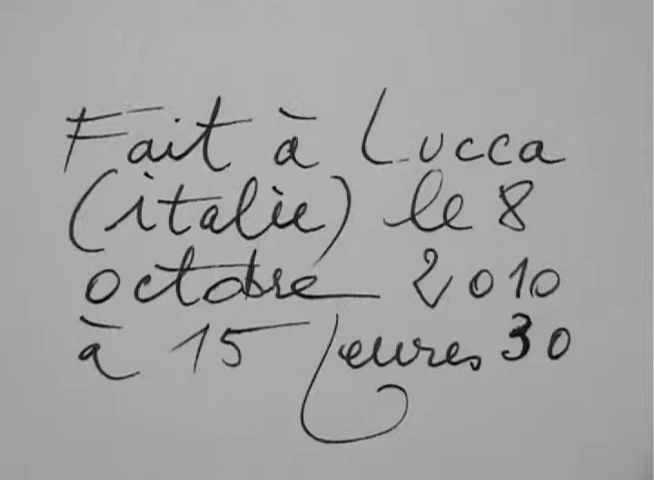 Fait à Lucca
(italie) le 8
octobre 2010
à 15 heures 30